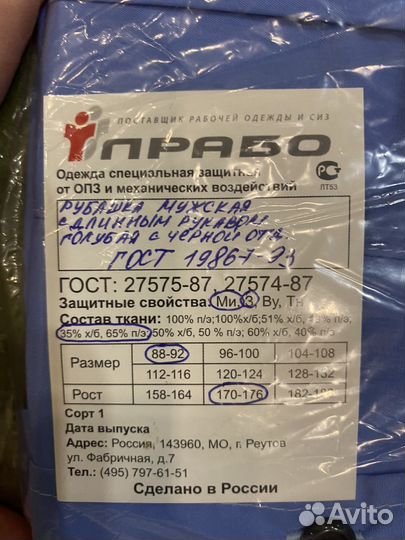 ПОСТАВЩИК РАБОЧЕЙ ОДЕЖДЫ И СИЗ
ПРАБО
Одежда специальная защитная
от ОПЗ и механических воздействий
РСТ
ЛТ53
РУБАШКА МУЖСКАЯ
С ДЛИННЫМ РУКАВОМ
ГОЛУБАЯ С ЧЕРНОЙ ОТД
ГОСТ
ГОСТ: 27575-87, 27574-87
Защитные свойства: Ми, З, Ву, Тн
Состав ткани: 100% п/э; 100%х/б; 51% х/б,
35% х/б, 65% п/э; 50% х/б, 50 % п/э; 60% х/б; 40% п/э
Размер 88-92 96-100 104-108
112-116 120-124 128-132
Рост 158-164 170-176
Сорт 1
Дата выпуска
Адрес: Россия, 143960, МО, г. Реутов
ул. Фабричная, д.7
Тел.: (495) 797-61-51
Сделано в России
Avito